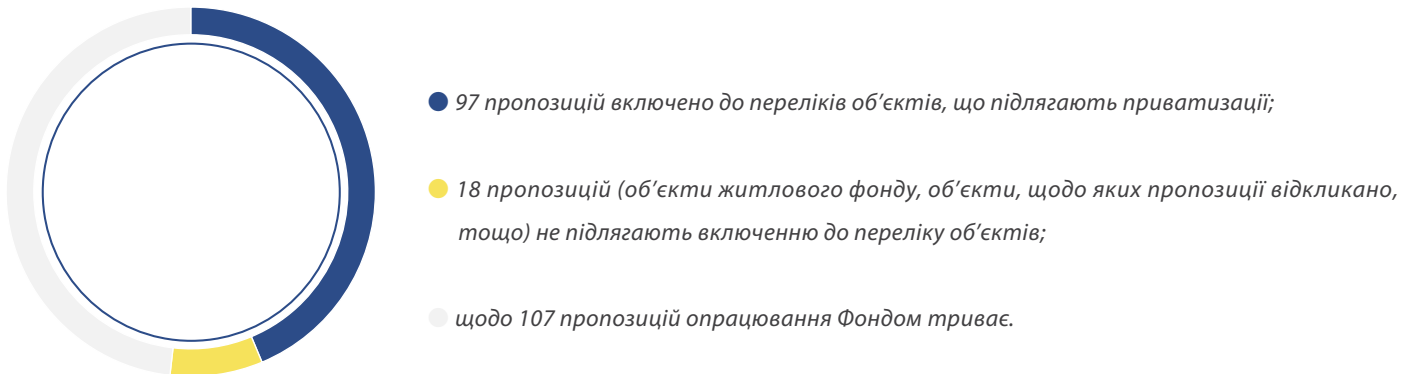 97 пропозицій включено до переліків об’єктів, що підлягають приватизації;
18 пропозицій (об’єкти житлового фонду, об’єкти, щодо яких пропозиції відкликано,
тощо) не підлягають включенню до переліку об’єктів;
щодо 107 пропозицій опрацювання Фондом триває.